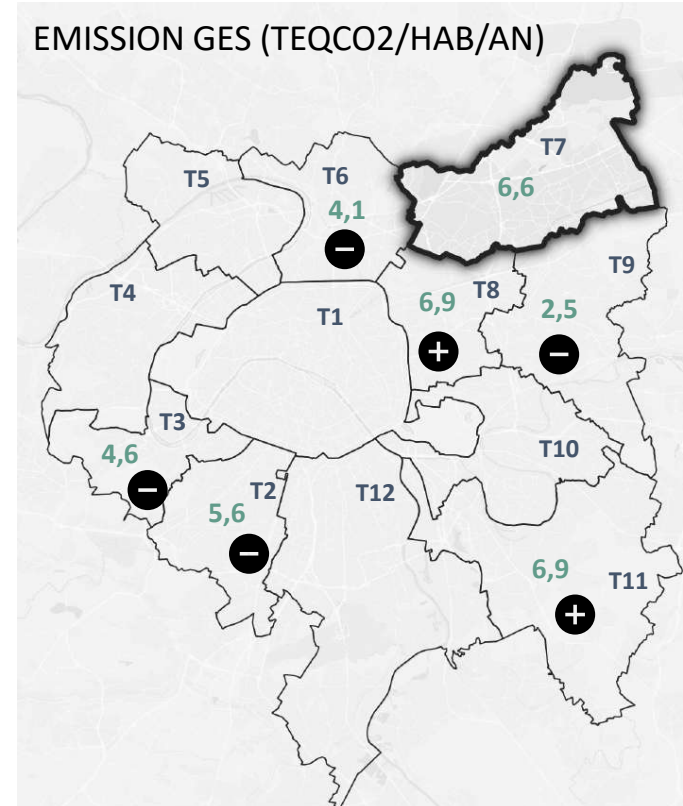 EMISSION GES (TEQCO2/HAB/AN)
T7
6,6
T5
T6
4,1
−
T9
2,5
−
T8
6,9
+
T4
T1
T3
4,6
−
T10
T2
5,6
−
T12
6,9
T11
+